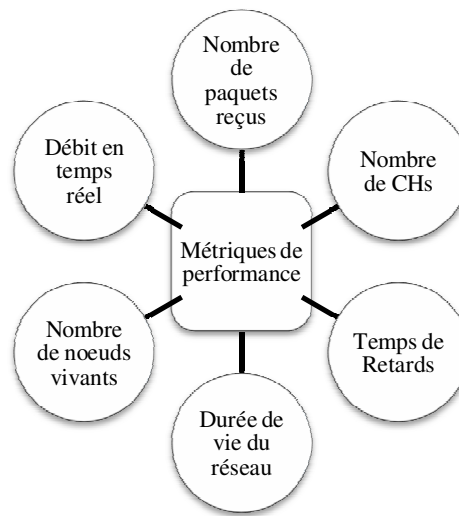 Nombre
de
paquets
reçus
Débit en
temps
réel
Nombre
de CHs
Métriques de
performance
Nombre
de noeuds
vivants
Temps de
Retards
Durée de
vie du
réseau